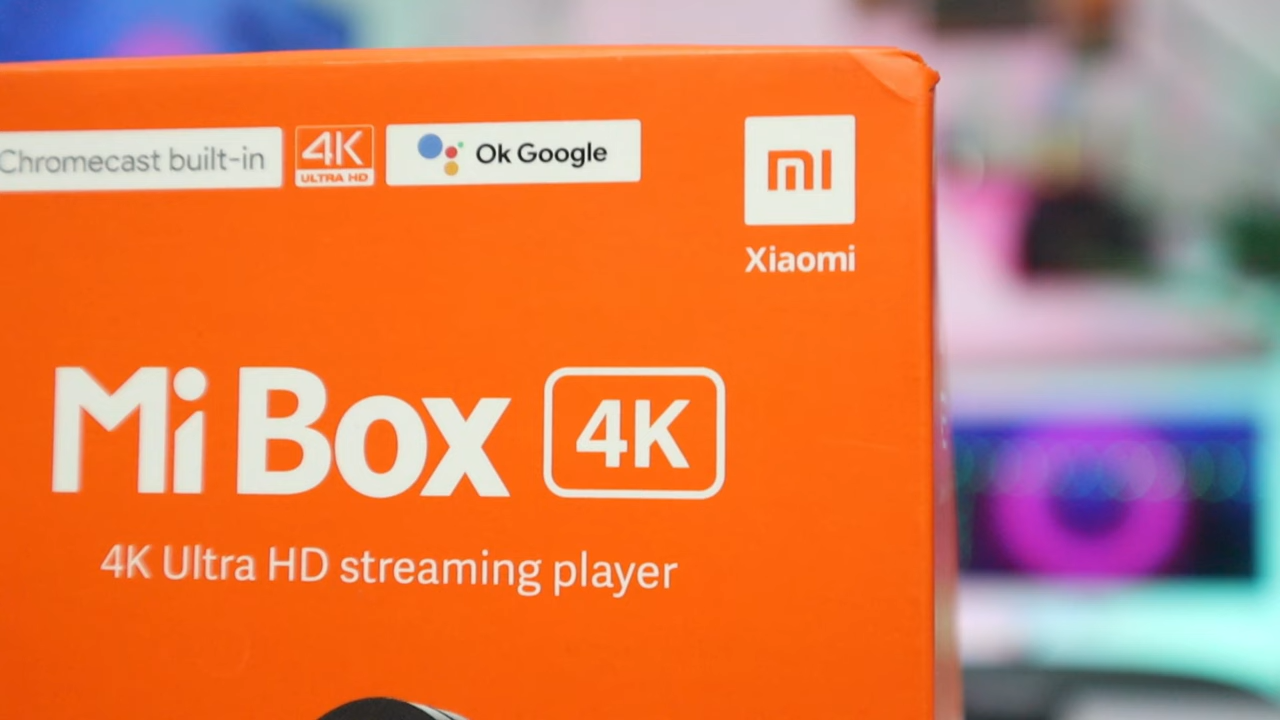 Chromecast built-in
4K
ULTRA HD
Ok Google
mi
Xiaomi
Mi Box 4K
4K Ultra HD streaming player